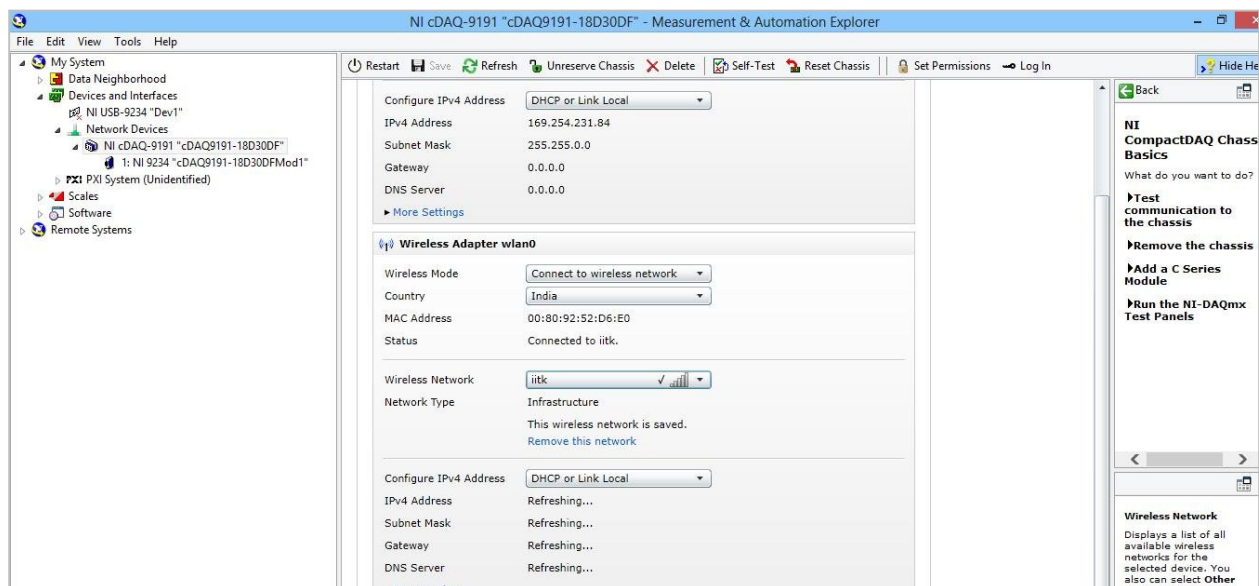 NI cDAQ-9191 "cDAQ9191-18D30DF" - Measurement & Automation Explorer
File Edit View Tools Help
My System
Data Neighborhood
Devices and Interfaces
NI USB-9234 "Dev1"
Network Devices
NI cDAQ-9191 "cDAQ9191-18D30DF"
1: NI 9234 "cDAQ9191-18D30DFMod1"
PXI PXI System (Unidentified)
Scales
Software
Remote Systems
Restart Save Refresh Unreserve Chassis Delete Self-Test Reset Chassis Set Permissions Log In Hide He
Configure IPv4 Address DHCP or Link Local
IPv4 Address 169.254.231.84
Subnet Mask 255.255.0.0
Gateway 0.0.0.0
DNS Server 0.0.0.0
More Settings
Wireless Adapter wlan0
Wireless Mode Connect to wireless network
Country India
MAC Address 00:80:92:52:D6:E0
Status Connected to iitk.
Wireless Network iitk
Network Type Infrastructure
This wireless network is saved.
Remove this network
Configure IPv4 Address DHCP or Link Local
IPv4 Address Refreshing...
Subnet Mask Refreshing...
Gateway Refreshing...
DNS Server Refreshing...
Back
NI
CompactDAQ Chass
Basics
What do you want to do?
Test
communication to
the chassis
Remove the chassis
Add a C Series
Module
Run the NI-DAQmx
Test Panels
Wireless Network
Displays a list of all
available wireless
networks for the
selected device. You
also can select Other